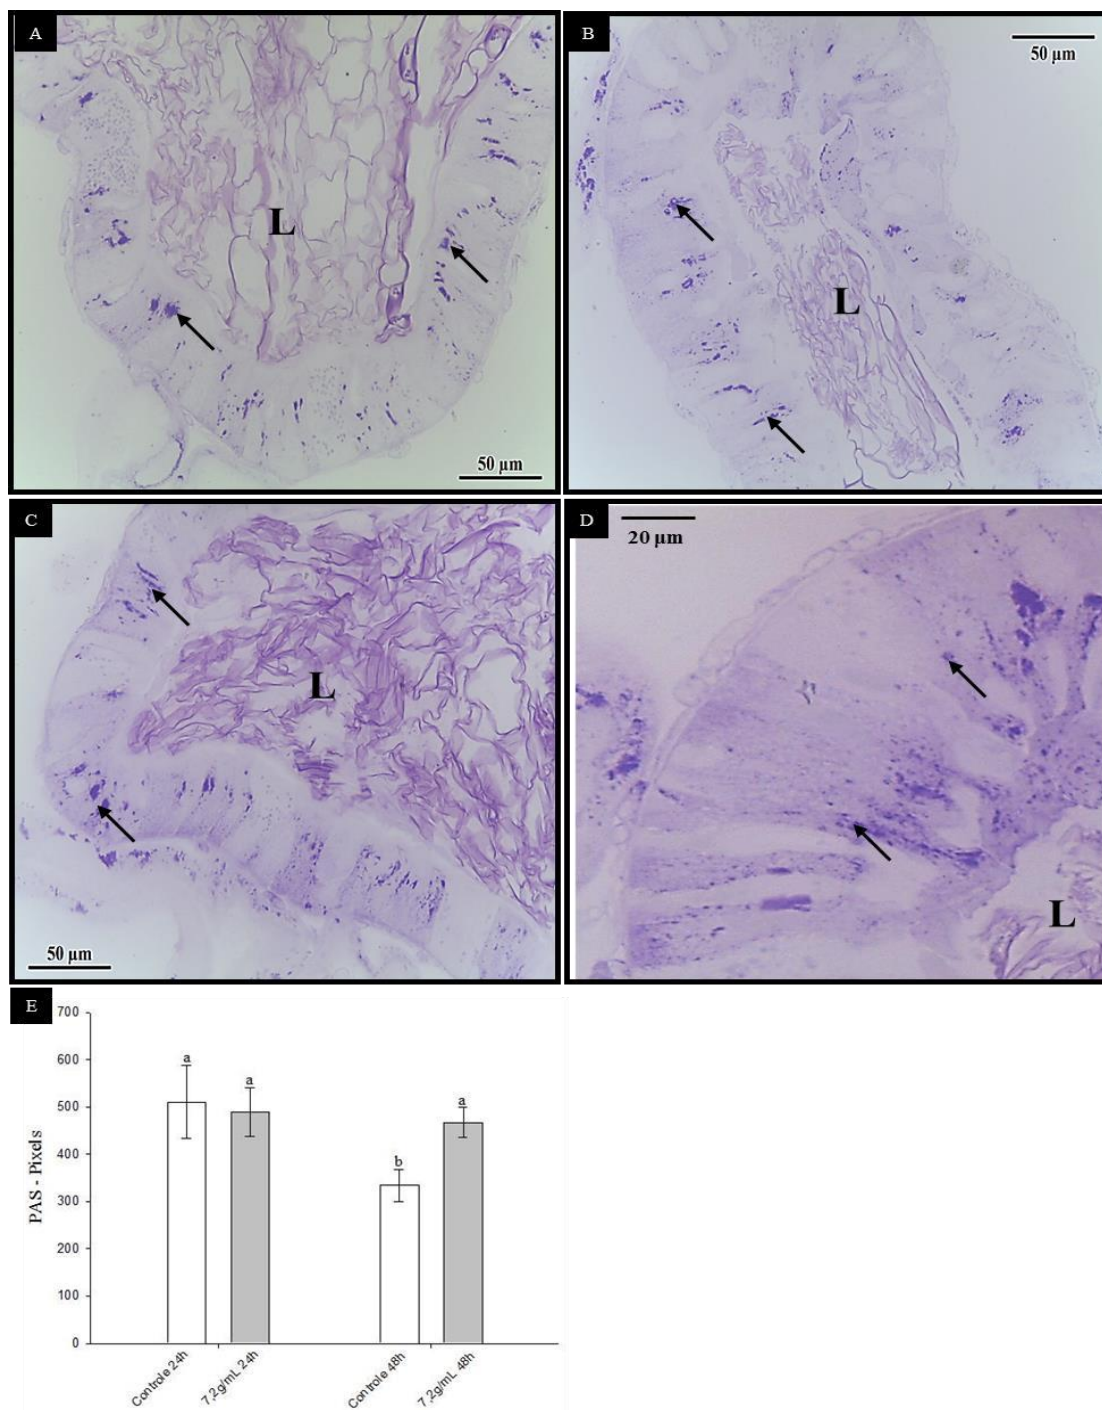 A
L
50 µm
B
50 µm
L
C
L
50 µm
D
20 µm
L
E
700
600
500
400
300
200
100
0
PAS - Pixels
a
a
b
a
Controle 24h
7,2g/mL 24h
Controle 48h
7,2g/mL 48h